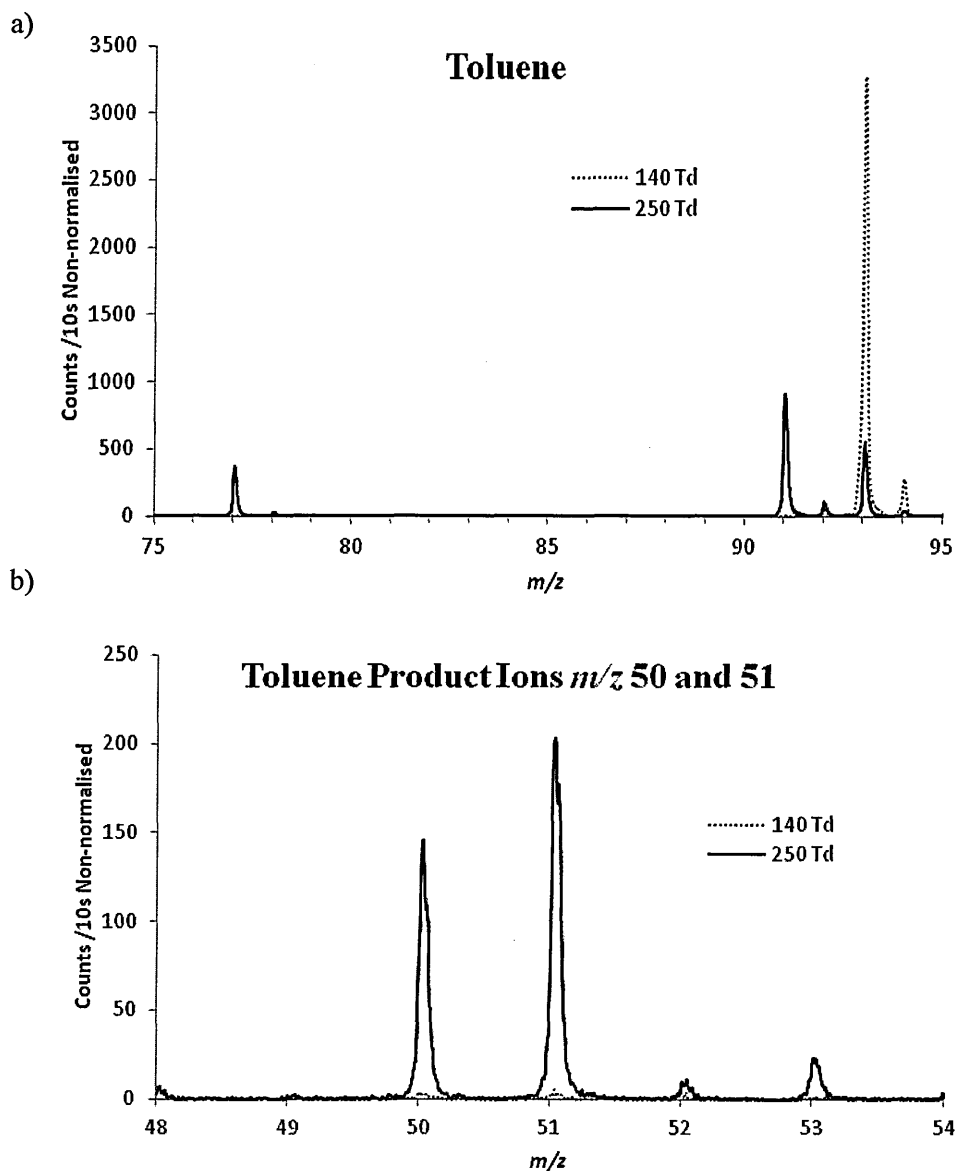 a)
Toluene
140 Td
250 Td
Counts /10s Non-normalised
3500
3000
2500
2000
1500
1000
500
0
75
80
85
90
95
m/z
b)
Toluene Product Ions m/z 50 and 51
140 Td
250 Td
Counts /10s Non-normalised
250
200
150
100
50
0
48
49
50
51
52
53
54
m/z